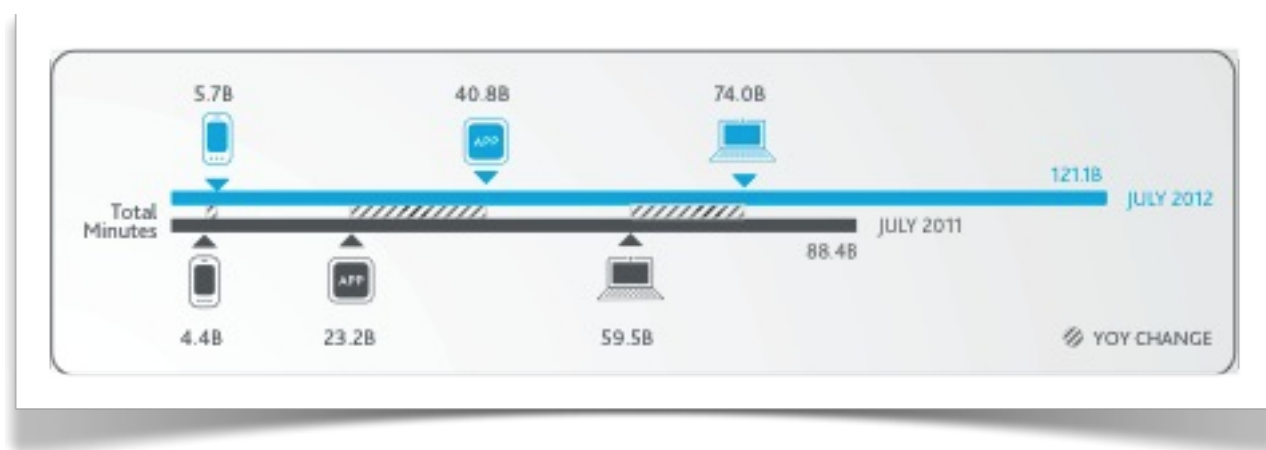 5.7B 40.8B 74.0B
APP
121.1B
JULY 2012
Total
Minutes
JULY 2011
88.4B
APP
4.4B 23.2B 59.5B
YOY CHANGE